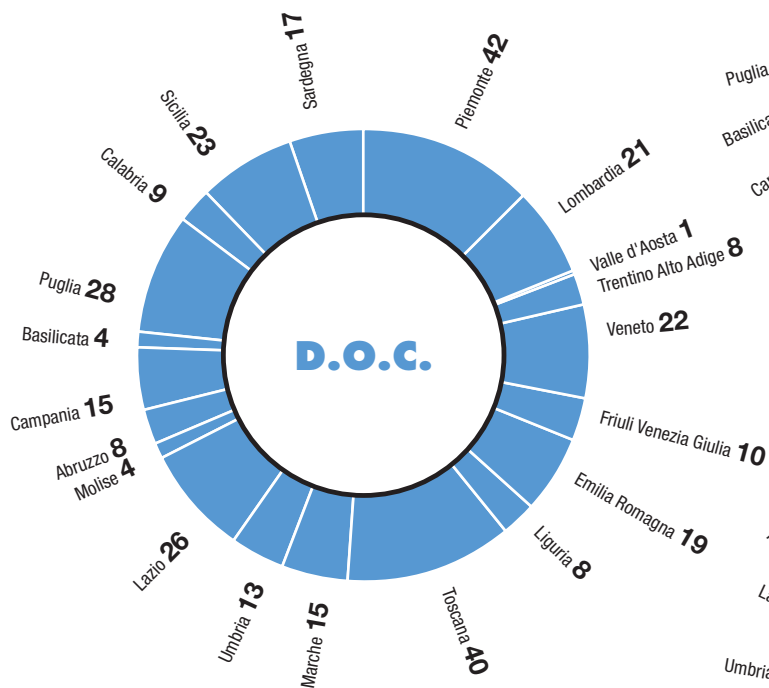 D.O.C.
Piemonte 42
Lombardia 21
Valle d'Aosta 1
Trentino Alto Adige 8
Veneto 22
Friuli Venezia Giulia 10
Emilia Romagna 19
Liguria 8
Toscana 40
Marche 15
Umbria 13
Lazio 26
Molise 4
Abruzzo 8
Campania 15
Basilicata 4
Puglia 28
Calabria 9
Sicilia 23
Sardegna 17
Puglia
Umbria